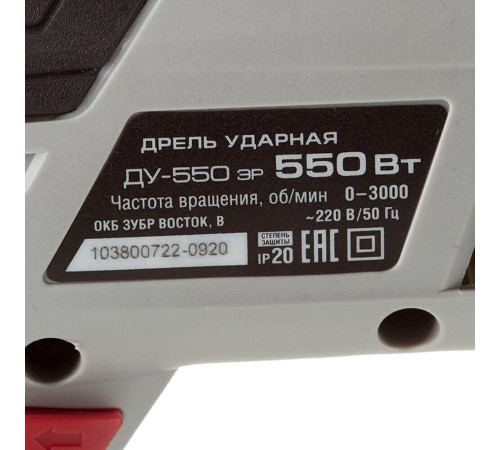 ДРЕЛЬ УДАРНАЯ
ДУ-550 ЭР 550 Вт
Частота вращения, об/мин 0-3000
ОКБ ЗУБР ВОСТОК, В ~220 В/50 Гц
103800722-0920
СТЕПЕНЬ
ЗАЩИТЫ
IP20 EAC